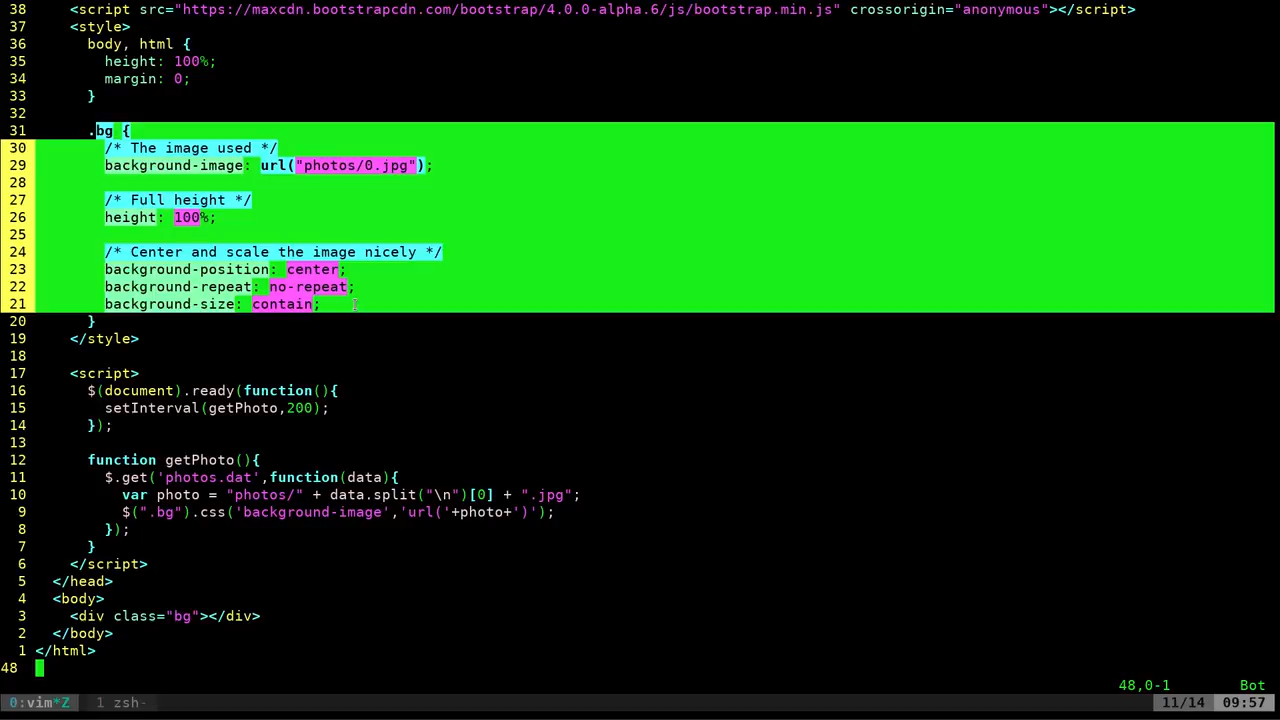 38     <script src="https://maxcdn.bootstrapcdn.com/bootstrap/4.0.0-alpha.6/js/bootstrap.min.js" crossorigin="anonymous"></script>
37     <style>
36       body, html {
35         height: 100%;
34         margin: 0;
33       }
32
31       .bg {
30         /* The image used */
29         background-image: url("photos/0.jpg");
28
27         /* Full height */
26         height: 100%;
25
24         /* Center and scale the image nicely */
23         background-position: center;
22         background-repeat: no-repeat;
21         background-size: contain;
20       }
19     </style>
18
17     <script>
16       $(document).ready(function(){
15         setInterval(getPhoto,200);
14       });
13
12       function getPhoto(){
11         $.get('photos.dat',function(data){
10           var photo = "photos/" + data.split("\n")[0] + ".jpg";
9           $(".bg").css('background-image','url('+photo+')');
8         });
7       }
6     </script>
5   </head>
4   <body>
3     <div class="bg"></div>
2   </body>
1 </html>
48
48,0-1 Bot
0:vim*Z 1 zsh- 11/14 09:57